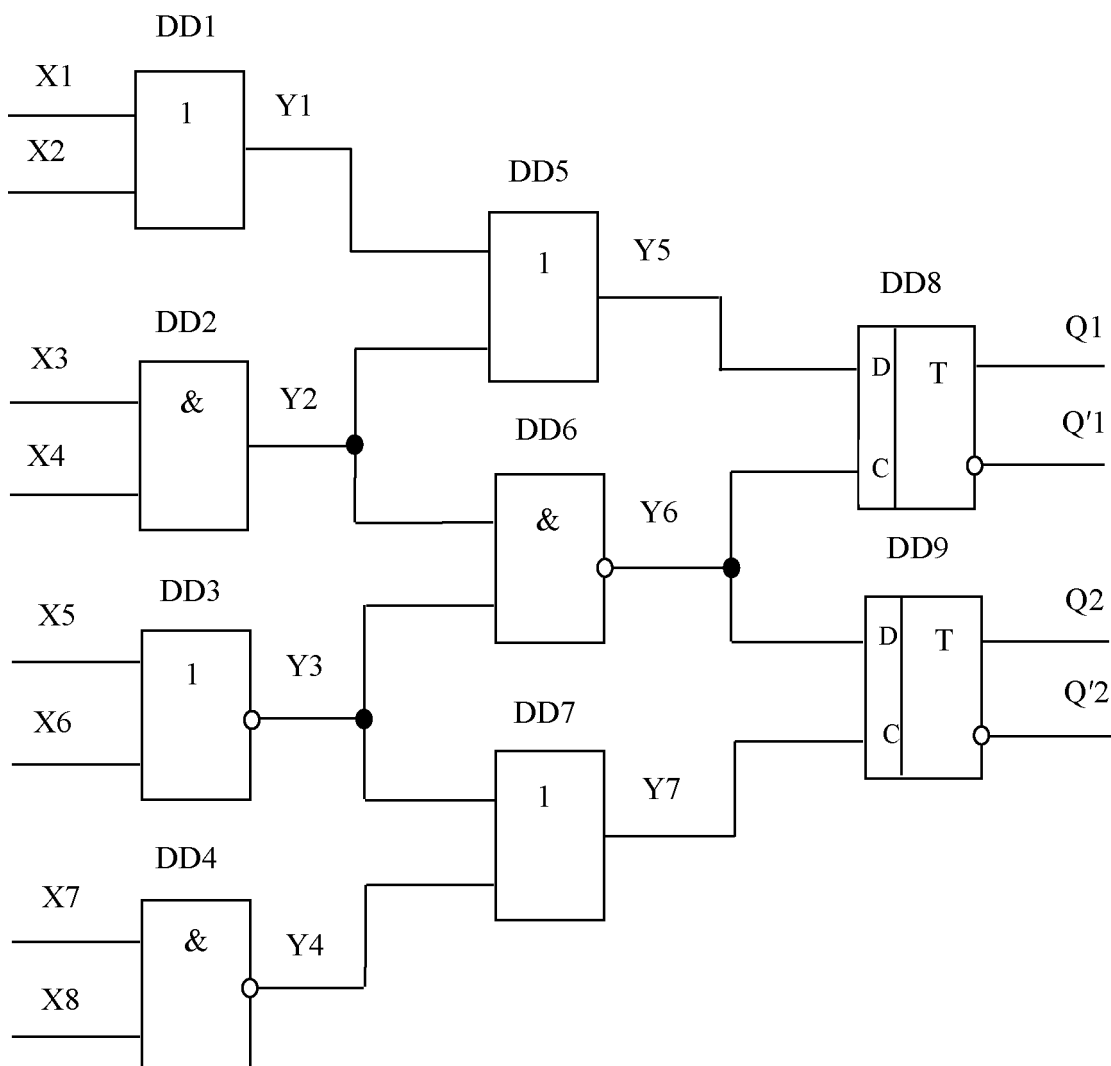 DD1
X1
1
Y1
X2
DD5
1
Y5
DD8
DD2
X3
&
Y2
X4
D
T
Q1
Q'1
C
DD6
&
Y6
DD9
DD3
X5
1
Y3
X6
D
T
Q2
Q'2
C
DD7
1
Y7
DD4
X7
&
Y4
X8